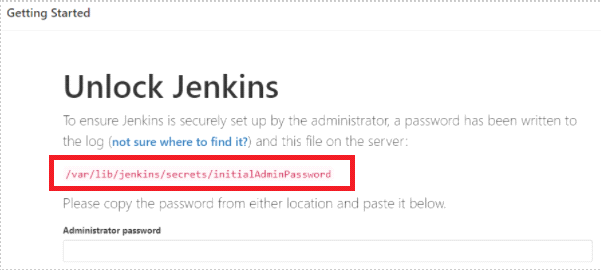 Getting Started
Unlock Jenkins
To ensure Jenkins is securely set up by the administrator, a password has been written to
the log (not sure where to find it?) and this file on the server:
/var/lib/jenkins/secrets/initialAdminPassword
Please copy the password from either location and paste it below.
Administrator password